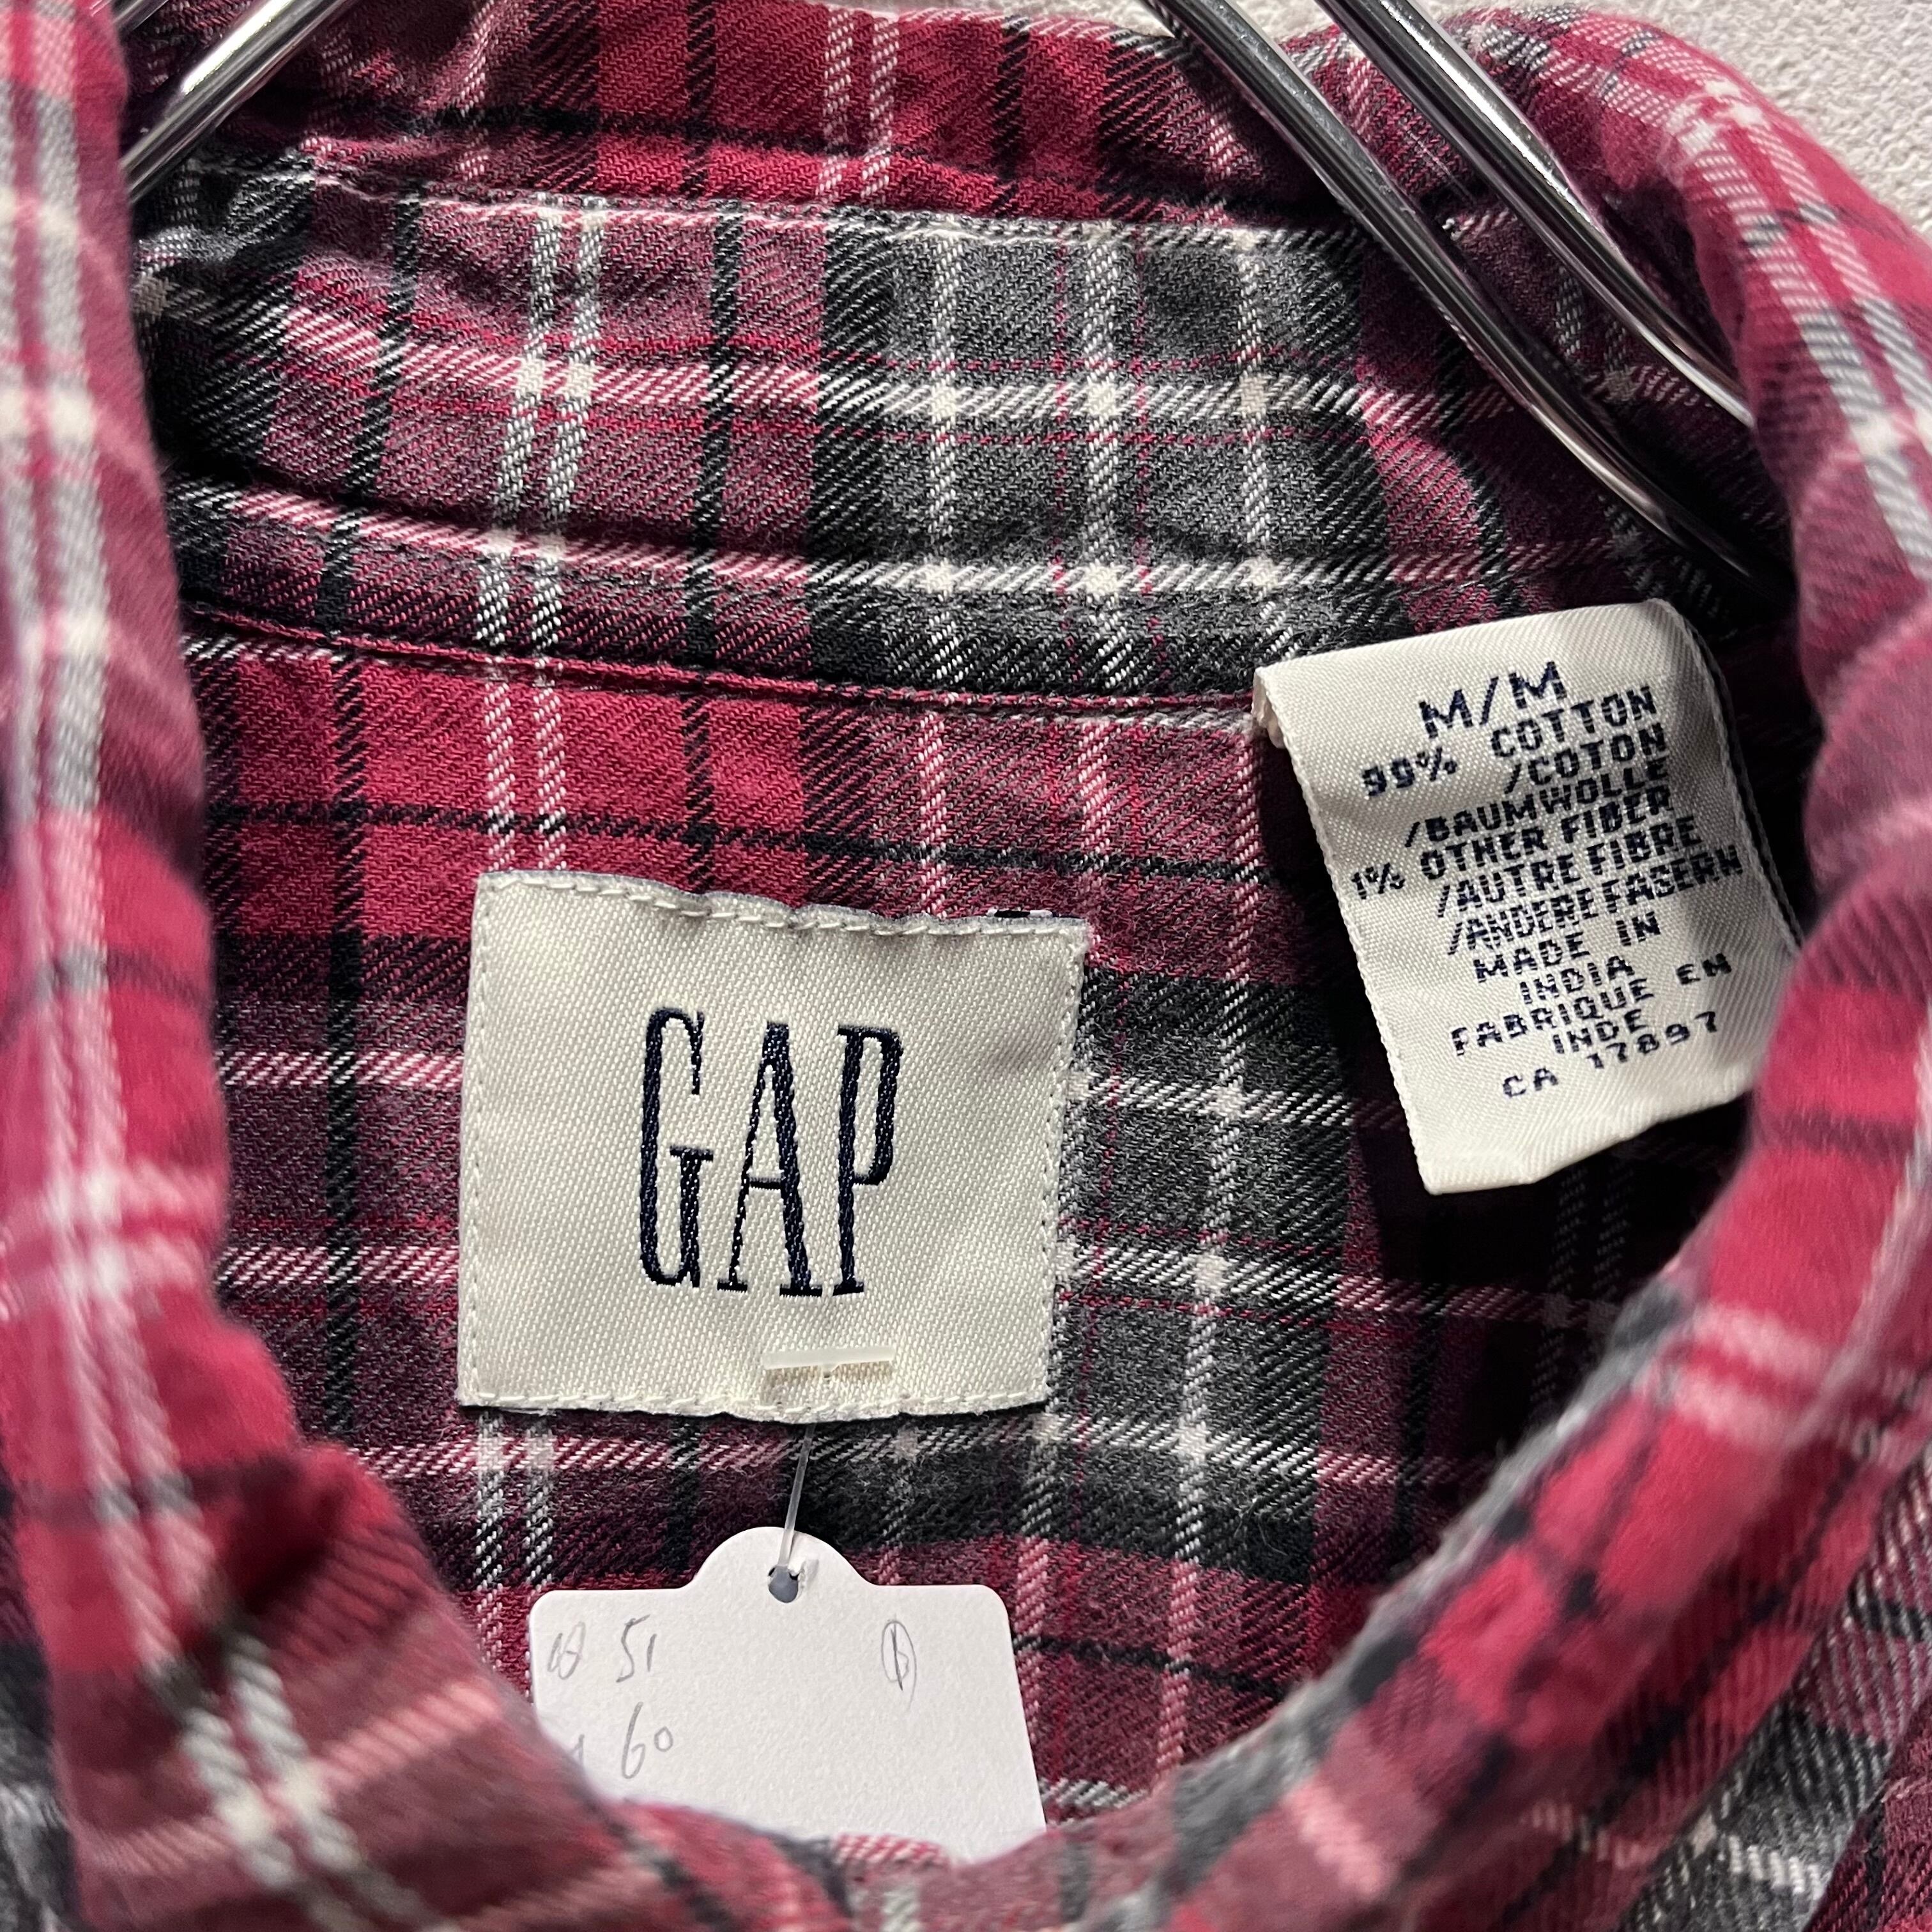 M/M
99% COTTON
/COTON
/BAUMWOLLE
1% OTHER FIBER
/AUTRE FIBRE
/ANDERE FASERN
MADE IN
INDIA
FABRIQUE EN
INDE
CA 17897
GAP
51
60